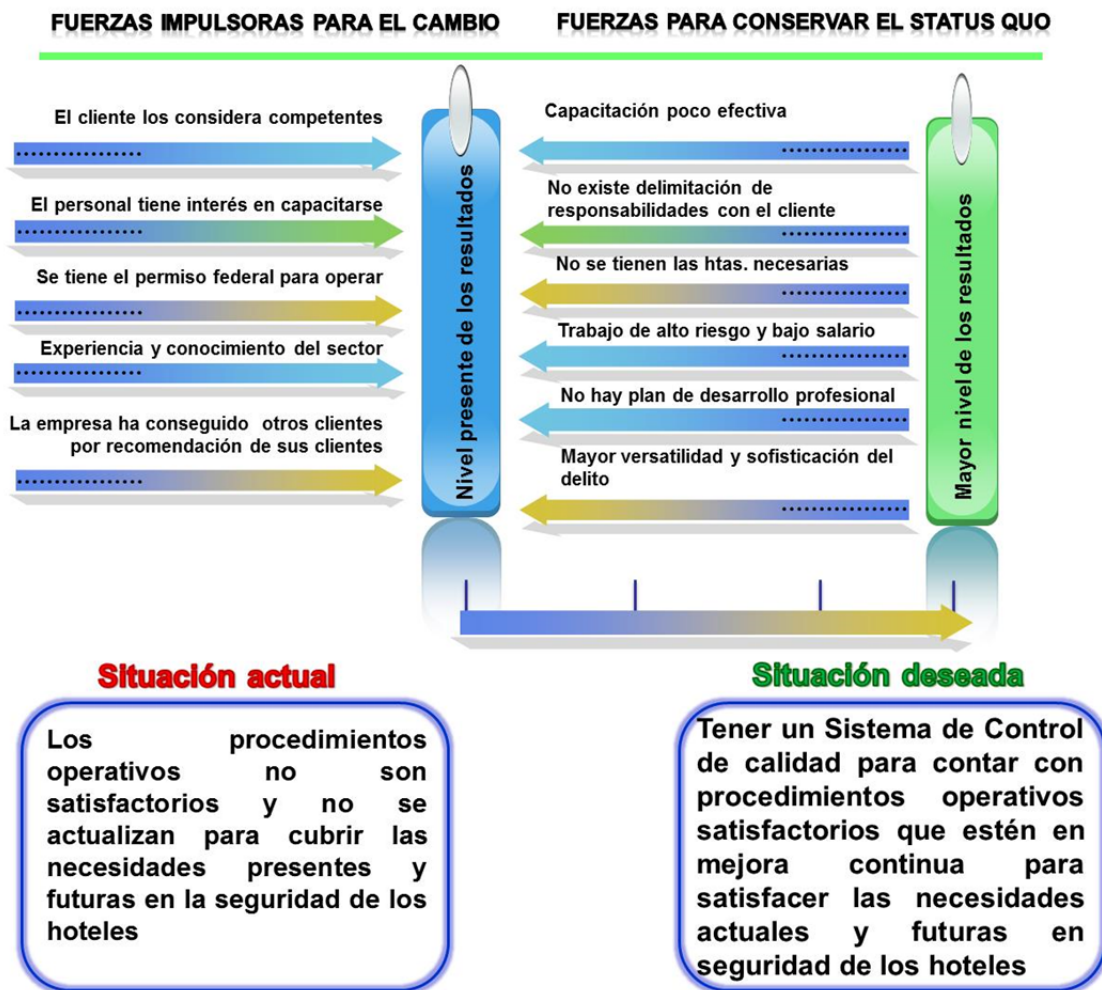 FUERZAS IMPULSORAS PARA EL CAMBIO
FUERZAS PARA CONSERVAR EL STATUS QUO
El cliente los considera competentes
El personal tiene interés en capacitarse
Se tiene el permiso federal para operar
Experiencia y conocimiento del sector
La empresa ha conseguido otros clientes
por recomendación de sus clientes
Nivel presente de los resultados
Capacitación poco efectiva
No existe delimitación de
responsabilidades con el cliente
No se tienen las htas. necesarias
Trabajo de alto riesgo y bajo salario
No hay plan de desarrollo profesional
Mayor versatilidad y sofisticación del
delito
Mayor nivel de los resultados
Situación actual
Los procedimientos
operativos no son
satisfactorios y no se
actualizan para cubrir las
necesidades presentes y
futuras en la seguridad de los
hoteles
Situación deseada
Tener un Sistema de Control
de calidad para contar con
procedimientos operativos
satisfactorios que estén en
mejora continua para
satisfacer las necesidades
actuales y futuras en
seguridad de los hoteles